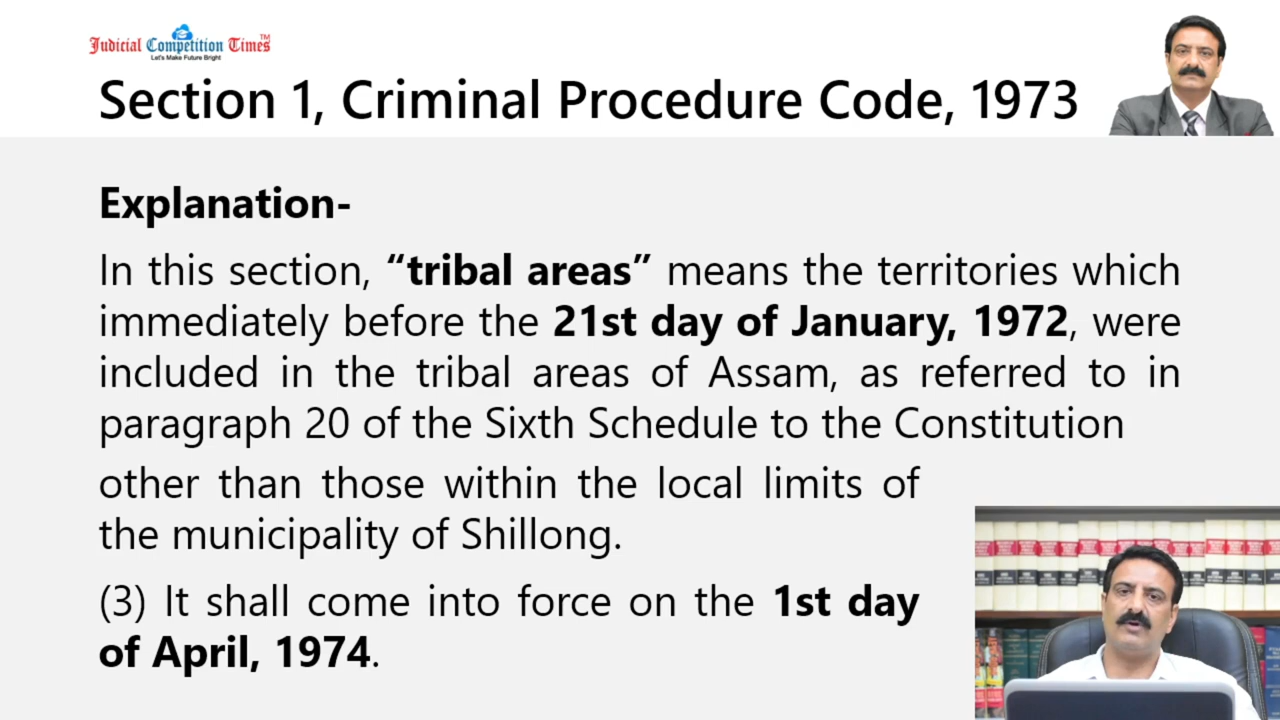 Judicial Competition Times™
Let's Make Future Bright
Section 1, Criminal Procedure Code, 1973
Explanation-
In this section, “tribal areas” means the territories which
immediately before the 21st day of January, 1972, were
included in the tribal areas of Assam, as referred to in
paragraph 20 of the Sixth Schedule to the Constitution
other than those within the local limits of
the municipality of Shillong.
(3) It shall come into force on the 1st day
of April, 1974.